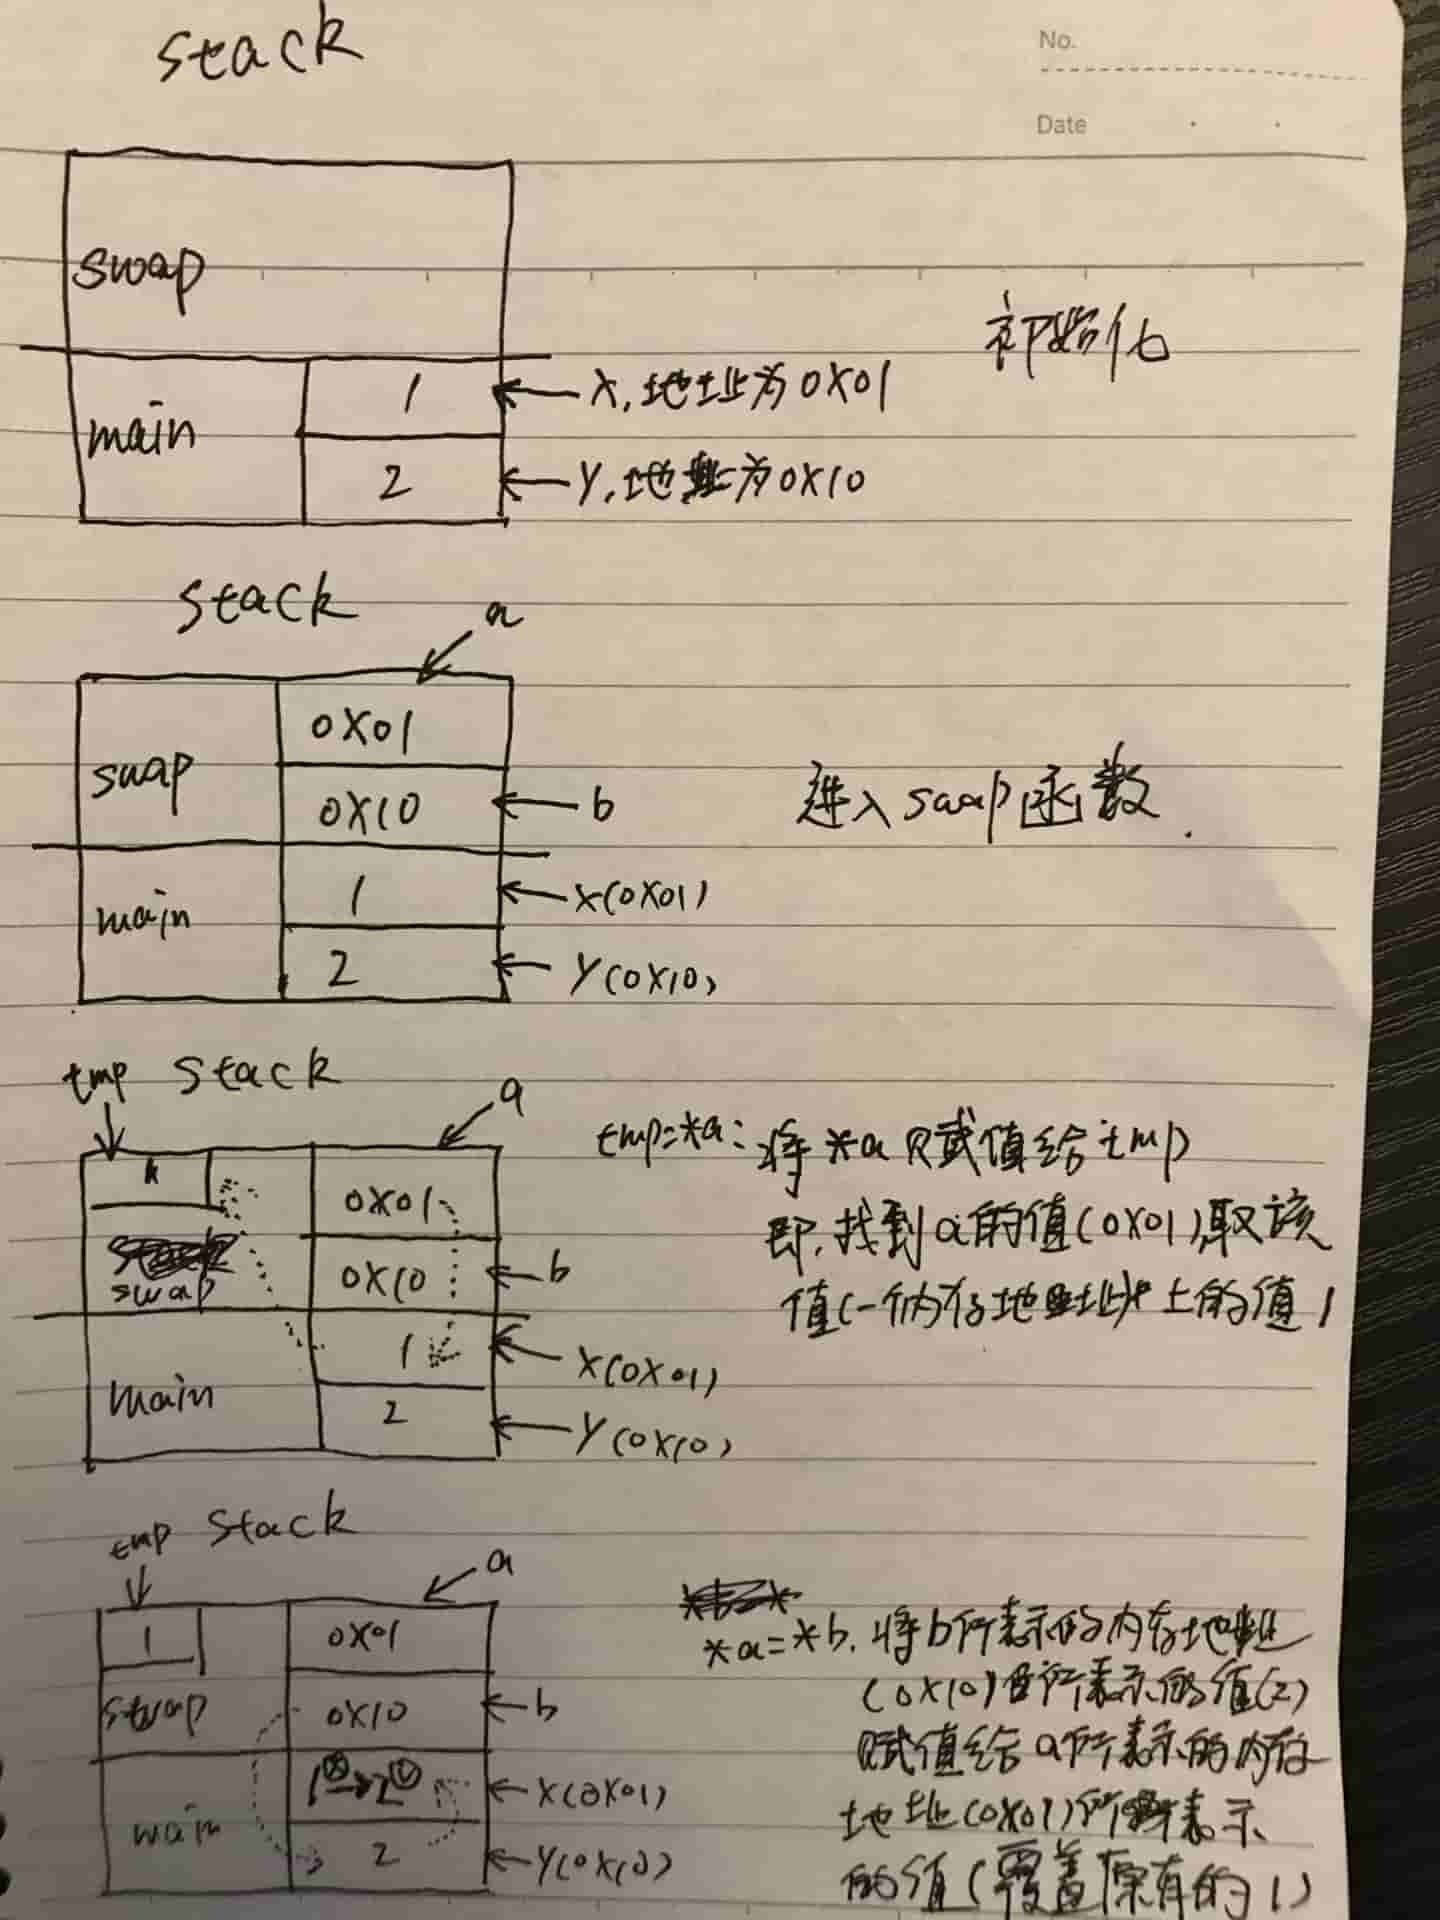 stack
No.
Date
swap
初始化
main
1
x, 地址为0X01
2
y, 地址为0X10
stack
a
0X01
swap
0X10
b
进入swap函数.
main
1
x(0X01)
2
y(0X10)
tmp stack
a
tmp=*a: 将*a 赋值给tmp
0X01
即, 找到a的值(0X01)取该
swap
0X10
b
值(一个内存地址)上的值1
1
x(0X01)
main
2
y(0X10)
tmp stack
a
1
0X01
*a=*b, 将b所表示的内存地址
swap
0X10
b
(0X10)所表示的值(2)
赋值给a所表示的内存
1→2
x(0X01)
地址(0X01)所表示
main
2
y(0X10)
的值(覆盖原有的1)